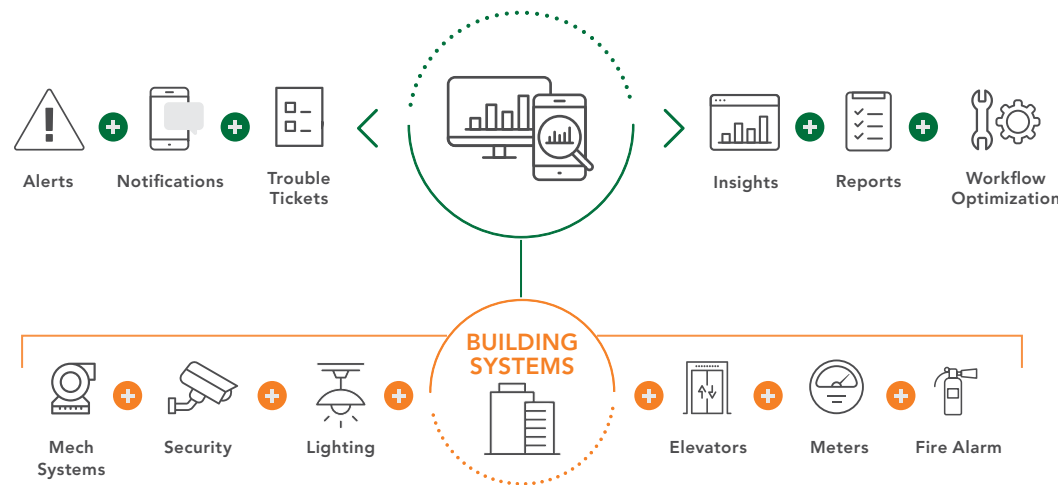 Alerts
Notifications
Trouble
Tickets
Insights
Reports
Workflow
Optimization
BUILDING
SYSTEMS
Mech
Systems
Security
Lighting
Elevators
Meters
Fire Alarm